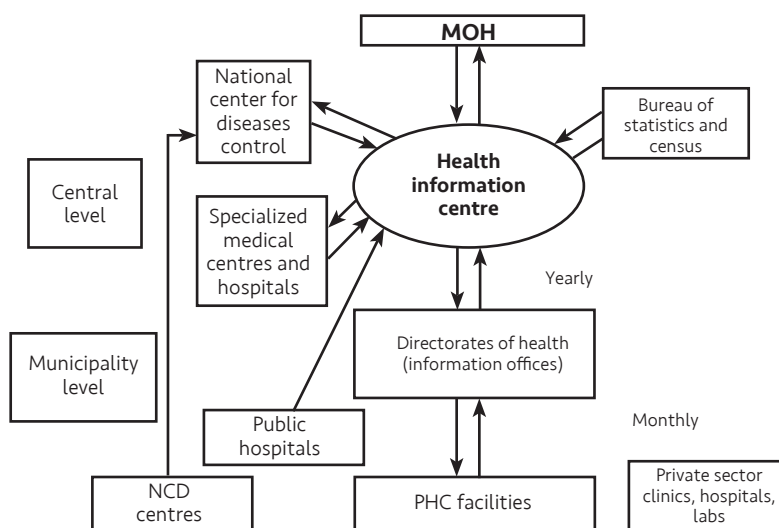 MOH
National
center for
diseases
control
Bureau of
statistics and
census
Health
information
centre
Central
level
Specialized
medical
centres and
hospitals
Yearly
Directorates of health
(information offices)
Municipality
level
Public
hospitals
Monthly
NCD
centres
PHC facilities
Private sector
clinics, hospitals,
labs